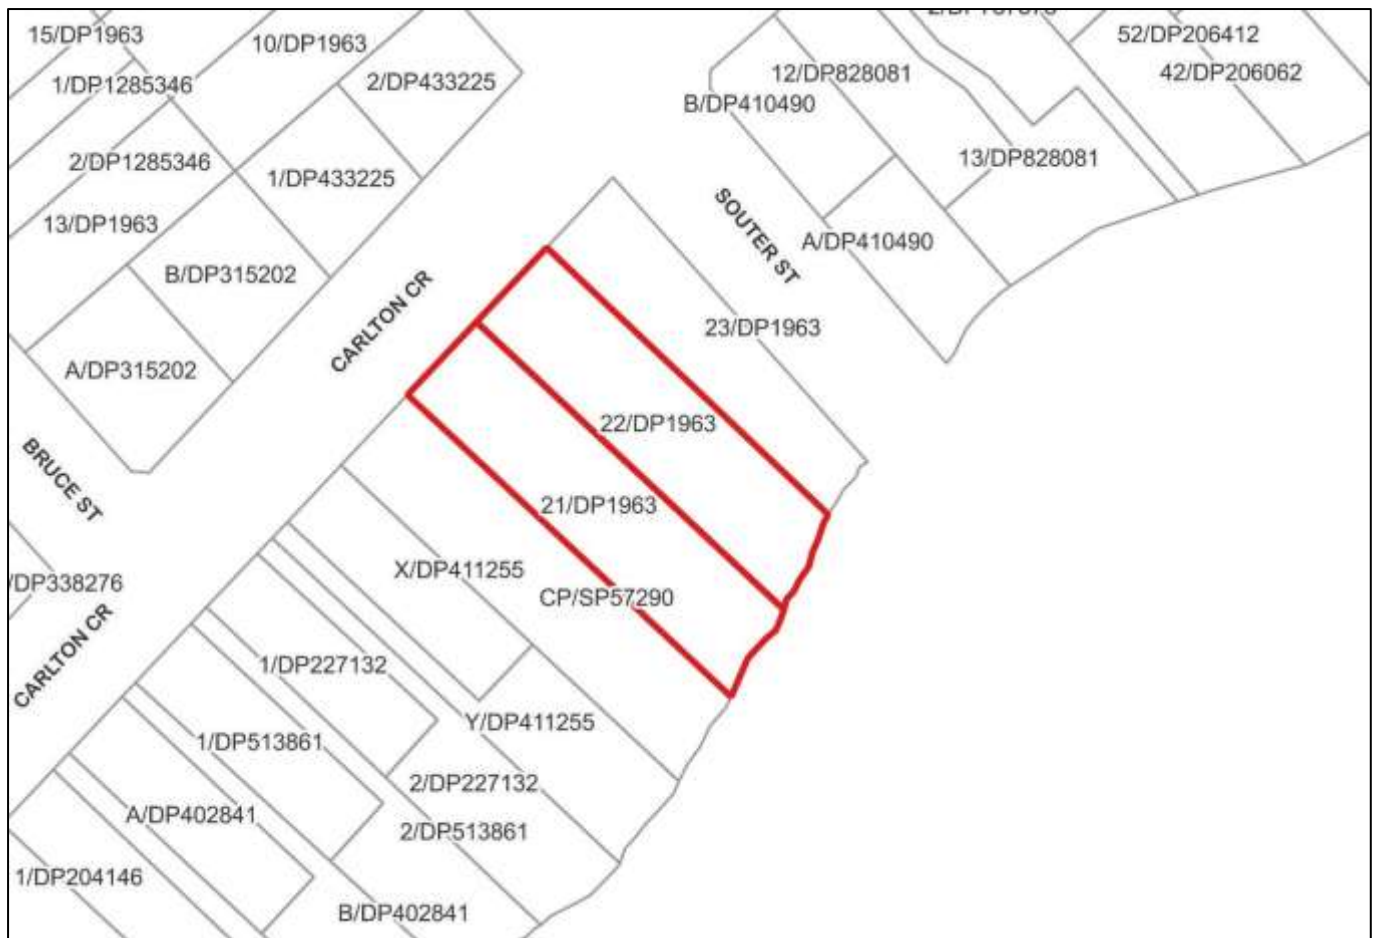 15/DP1963
10/DP1963
52/DP206412
1/DP1285346
2/DP433225
12/DP828081
42/DP206062
B/DP410490
2/DP1285346
1/DP433225
13/DP828081
13/DP1963
SOUTER ST
A/DP410490
B/DP315202
CARLTON CR
23/DP1963
A/DP315202
22/DP1963
BRUCE ST
21/DP1963
X/DP411255
/DP338276
CP/SP57290
CARLTON CR
1/DP227132
Y/DP411255
1/DP513861
2/DP227132
A/DP402841
2/DP513861
1/DP204146
B/DP402841